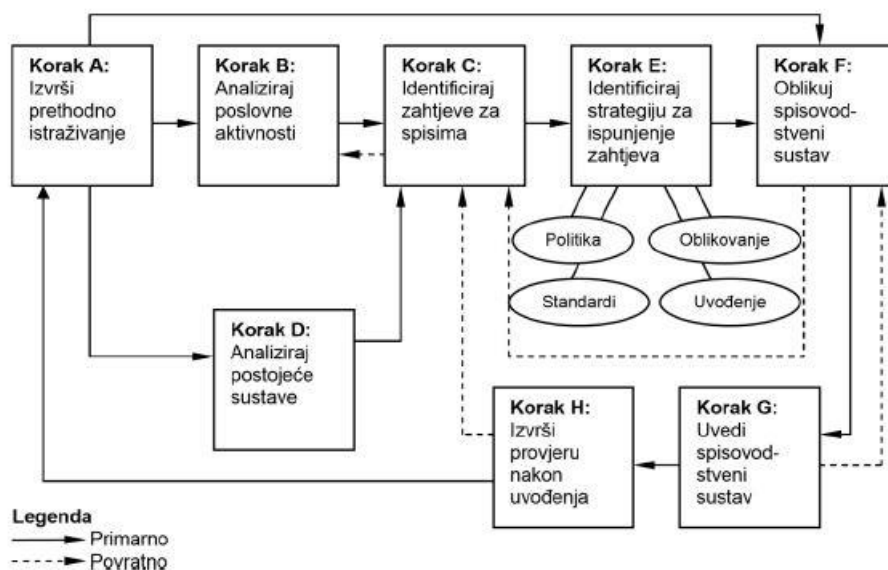 Korak A:
Izvrši
prethodno
istraživanje
Korak B:
Analiziraj
poslovne
aktivnosti
Korak C:
Identificiraj
zahtjeve za
spisima
Korak E:
Identificiraj
strategiju za
ispunjenje
zahtjeva
Korak F:
Oblikuj
spisovod-
stveni
sustav
Politika
Oblikovanje
Standardi
Uvođenje
Korak D:
Analiziraj
postojeće
sustave
Korak H:
Izvrši
provjeru
nakon
uvođenja
Korak G:
Uvedi
spisovod-
stveni
sustav
Legenda
Primarno
Povratno